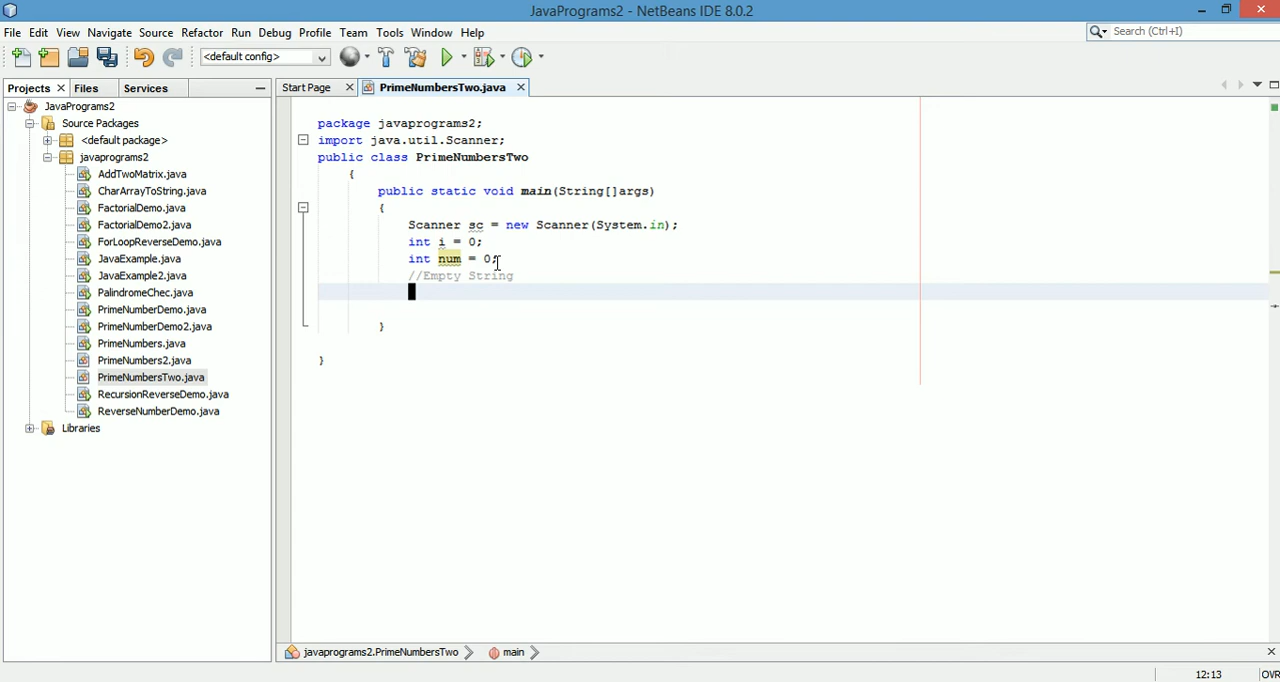 JavaPrograms2 - NetBeans IDE 8.0.2
File Edit View Navigate Source Refactor Run Debug Profile Team Tools Window Help
Search (Ctrl+I)
<default config>
Projects Files Services
Start Page PrimeNumbersTwo.java
JavaPrograms2
Source Packages
<default package>
javaprograms2
AddTwoMatrix.java
CharArrayToString.java
FactorialDemo.java
FactorialDemo2.java
ForLoopReverseDemo.java
JavaExample.java
JavaExample2.java
PalindromeChec.java
PrimeNumberDemo.java
PrimeNumberDemo2.java
PrimeNumbers.java
PrimeNumbers2.java
PrimeNumbersTwo.java
RecursionReverseDemo.java
ReverseNumberDemo.java
Libraries
package javaprograms2;
import java.util.Scanner;
public class PrimeNumbersTwo
{
public static void main(String[]args)
{
Scanner sc = new Scanner(System.in);
int i = 0;
int num = 0;
//Empty String
}
}
javaprograms2.PrimeNumbersTwo main
12:13 OVR